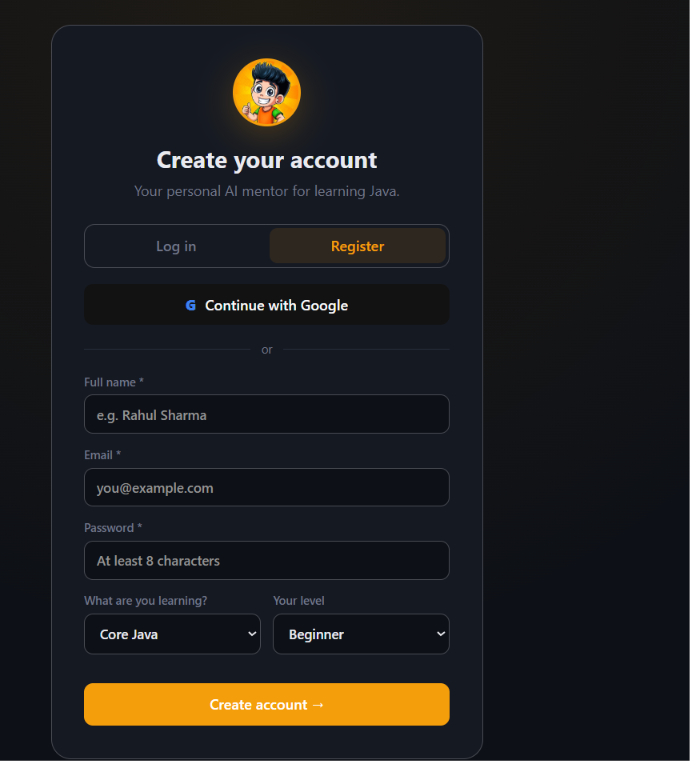 Create your account
Your personal AI mentor for learning Java.
Log in Register
G Continue with Google
or
Full name *
e.g. Rahul Sharma
Email *
you@example.com
Password *
At least 8 characters
What are you learning? Your level
Core Java Beginner
Create account →